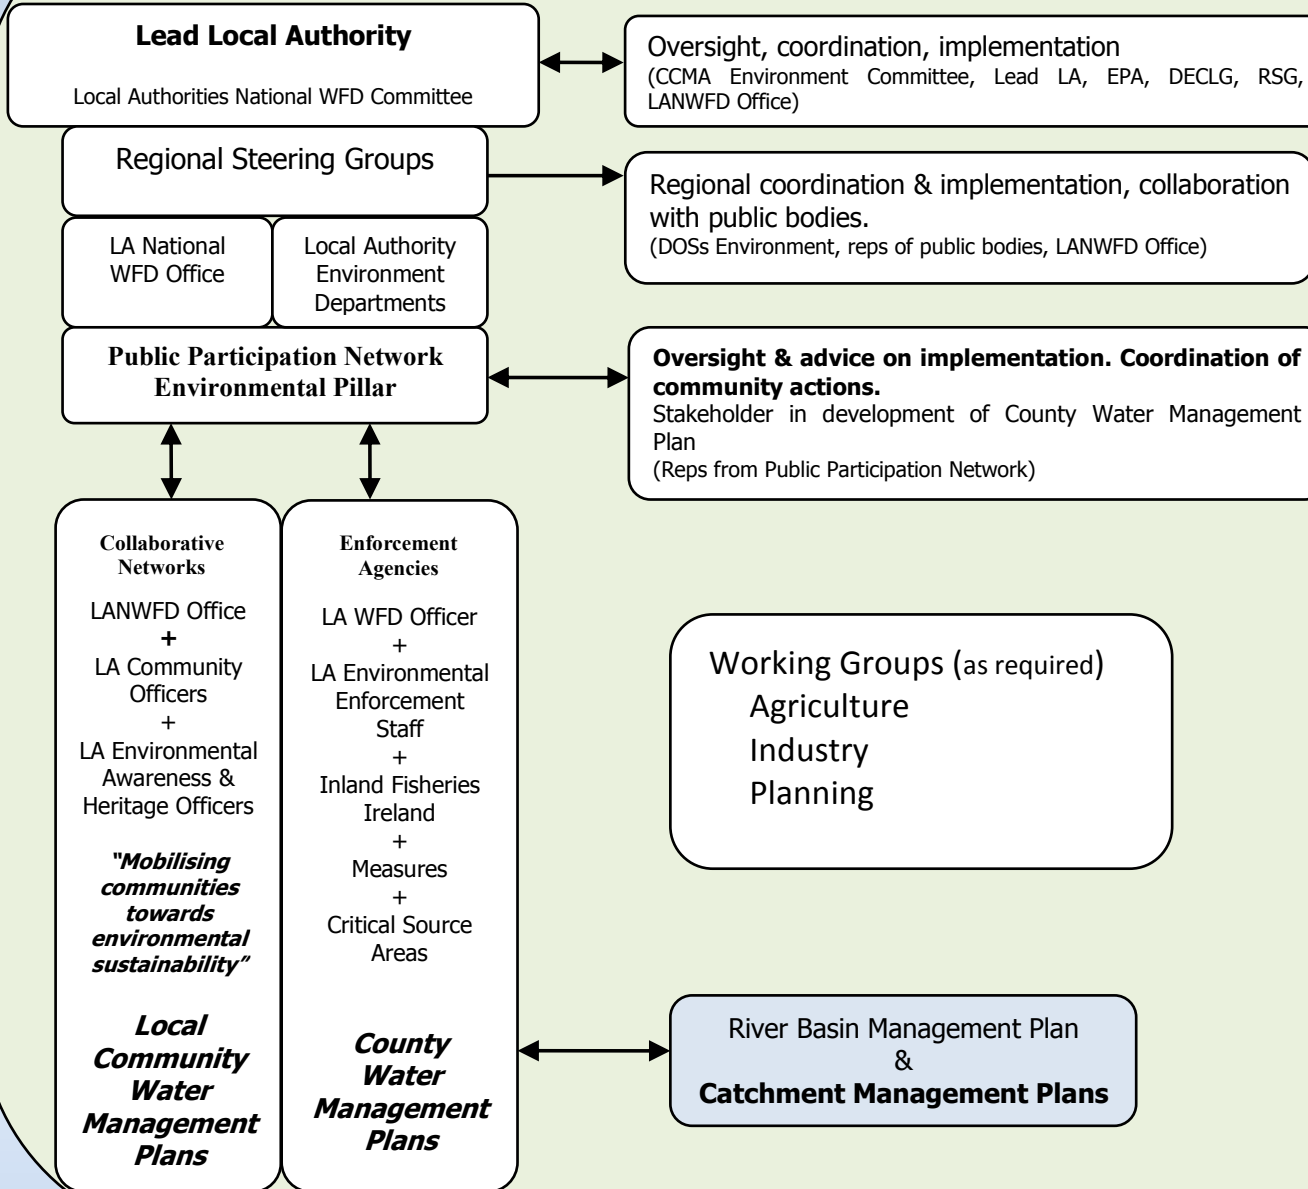 Lead Local Authority
Local Authorities National WFD Committee
Oversight, coordination, implementation
(CCMA Environment Committee, Lead LA, EPA, DECLG, RSG,
LANWFD Office)
Regional Steering Groups
Regional coordination & implementation, collaboration
with public bodies.
(DOSs Environment, reps of public bodies, LANWFD Office)
LA National
WFD Office
Local Authority
Environment
Departments
Public Participation Network
Environmental Pillar
Oversight & advice on implementation. Coordination of
community actions.
Stakeholder in development of County Water Management
Plan
(Reps from Public Participation Network)
Collaborative
Networks
LANWFD Office
+
LA Community
Officers
+
LA Environmental
Awareness &
Heritage Officers
“Mobilising
communities
towards
environmental
sustainability”
Local
Community
Water
Management
Plans
Enforcement
Agencies
LA WFD Officer
+
LA Environmental
Enforcement
Staff
+
Inland Fisheries
Ireland
+
Measures
+
Critical Source
Areas
County
Water
Management
Plans
Working Groups (as required)
Agriculture
Industry
Planning
River Basin Management Plan
&
Catchment Management Plans